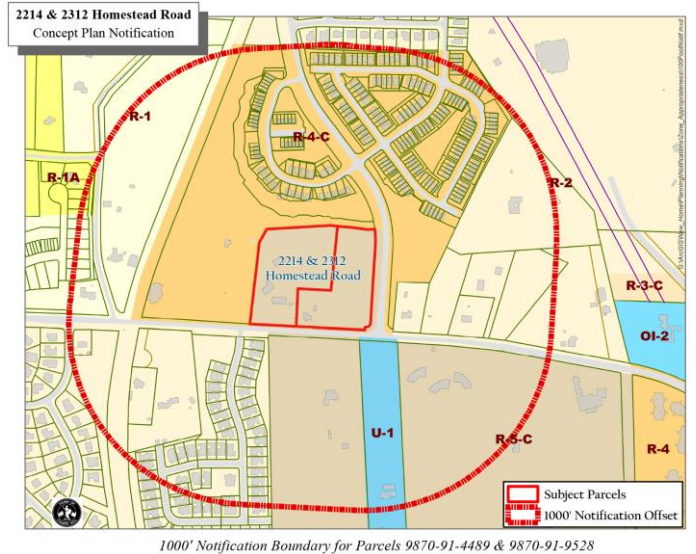 2214 & 2312 Homestead Road
Concept Plan Notification
R-1
R-4-C
R-1A
R-2
2214 & 2312
Homestead Road
R-3-C
OI-2
U-1
R-5-C
R-4
Subject Parcels
1000' Notification Offset
1000' Notification Boundary for Parcels 9870-91-4489 & 9870-91-9528